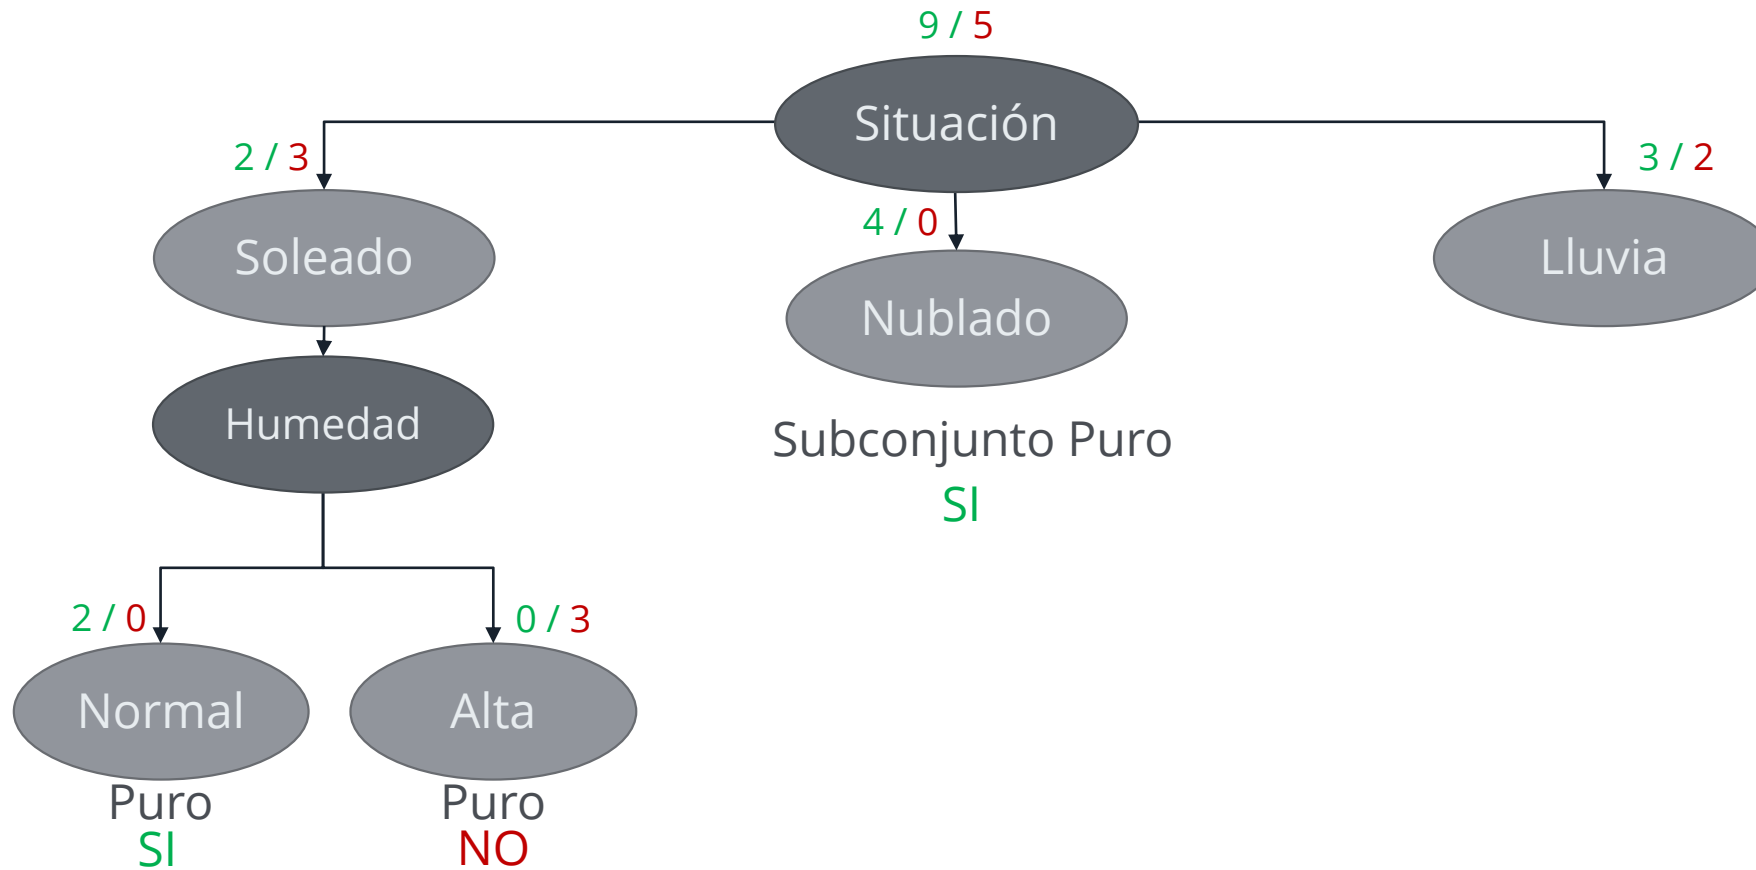 9 / 5
Situación
2 / 3
3 / 2
4 / 0
Soleado
Lluvia
Nublado
Humedad
Subconjunto Puro
SI
2 / 0
0 / 3
Normal
Alta
Puro
Puro
SI
NO